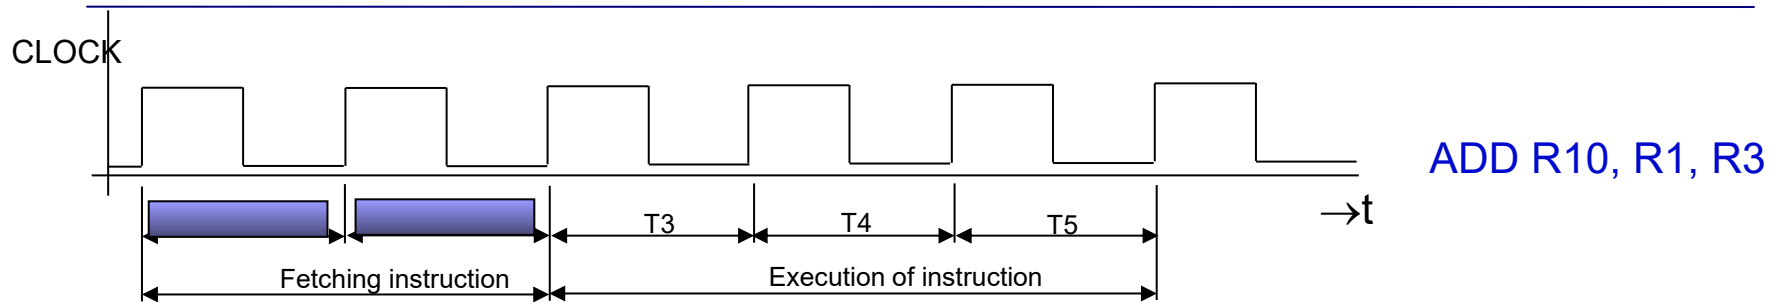 CLOCK
ADD R10, R1, R3
→t
T3 T4 T5
Fetching instruction Execution of instruction